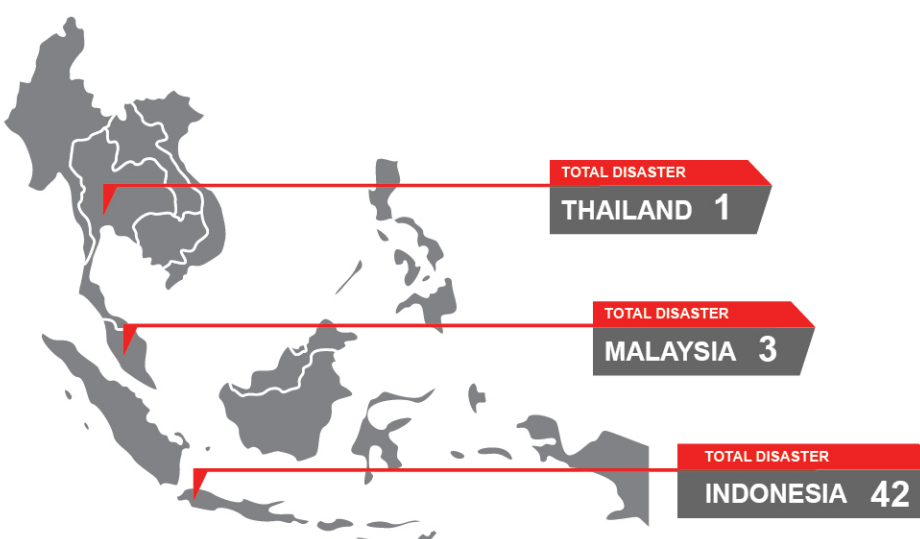 TOTAL DISASTER
THAILAND 1
TOTAL DISASTER
MALAYSIA 3
TOTAL DISASTER
INDONESIA 42